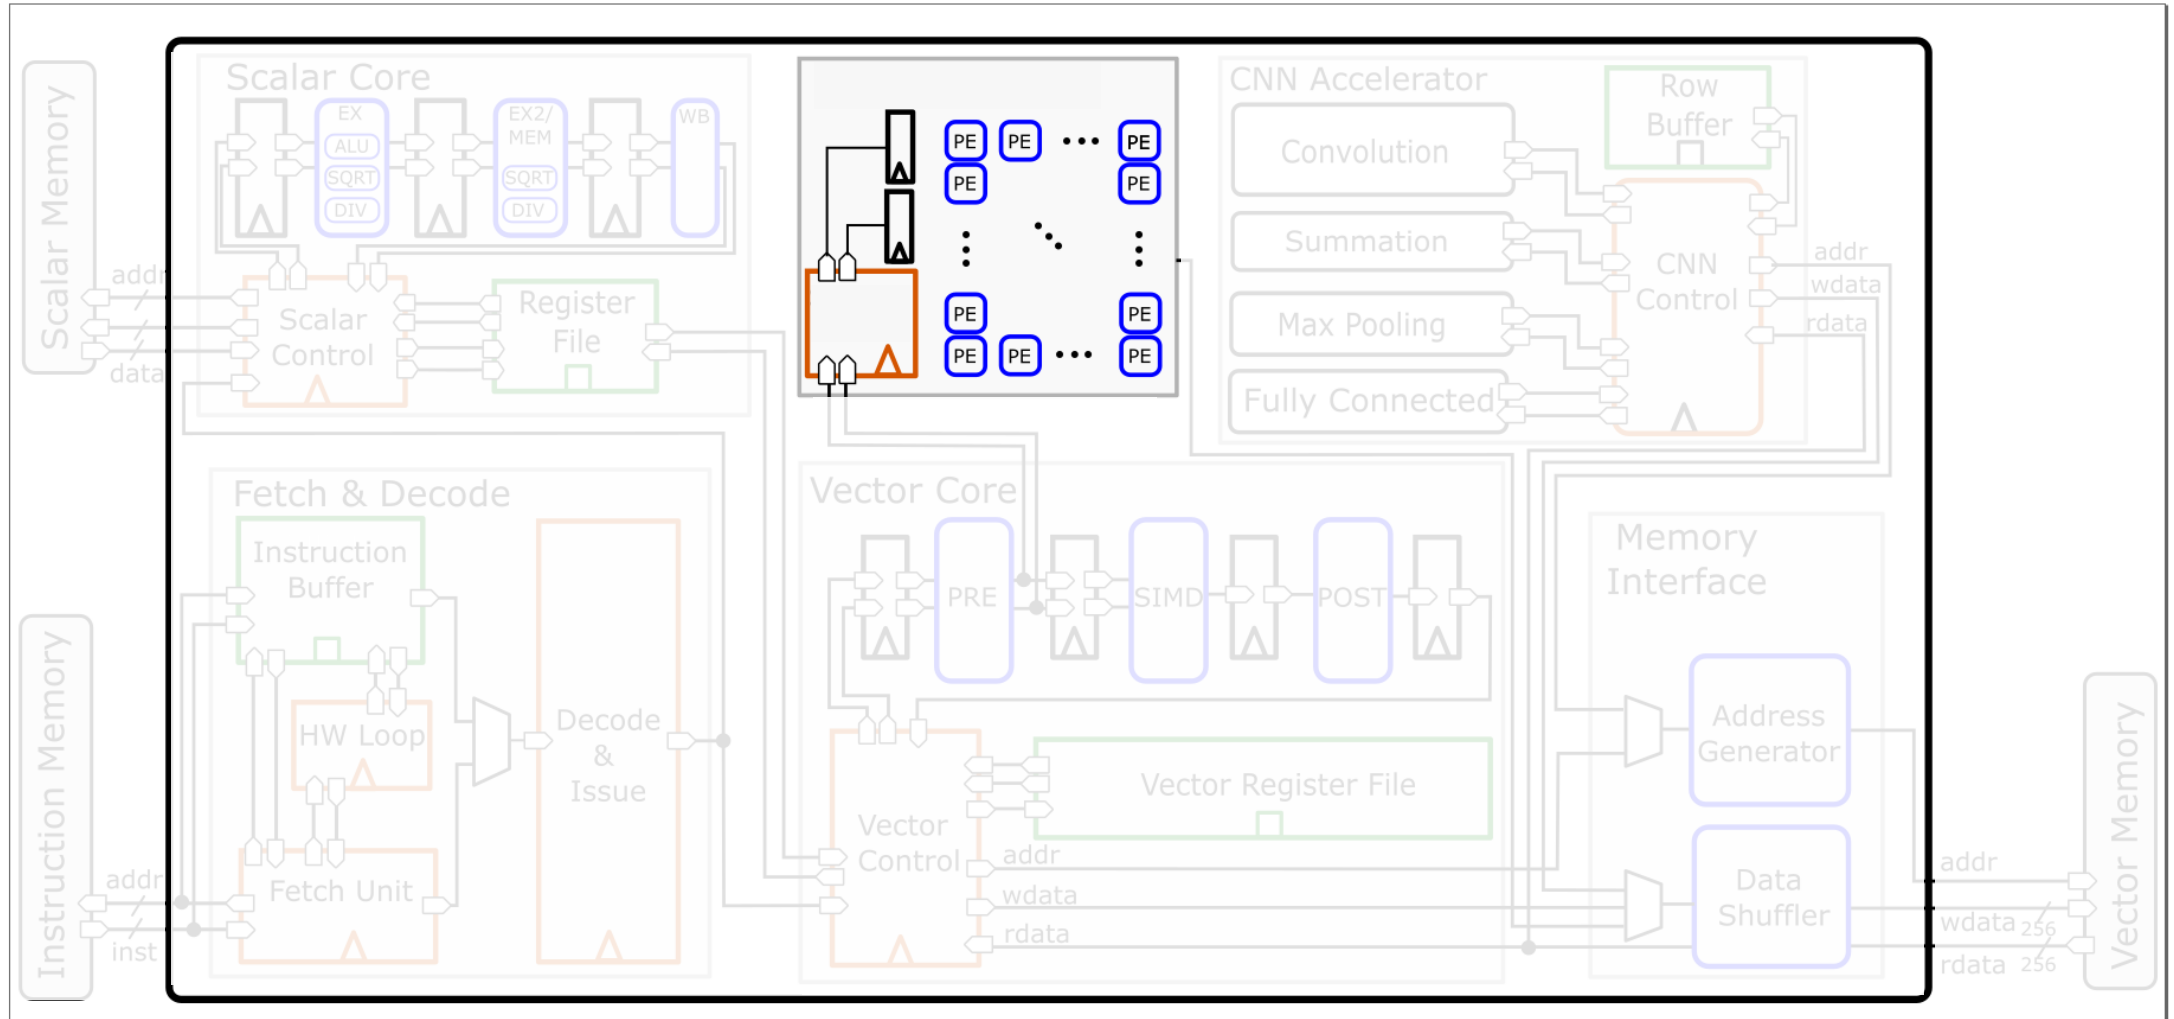 Scalar Memory
addr
data
Scalar Core
EX
ALU
SQRT
DIV
EX2/
MEM
SQRT
DIV
WB
Scalar
Control
Register
File
PE PE ••• PE
PE PE
PE PE
PE PE ••• PE
CNN Accelerator
Convolution
Summation
Max Pooling
Fully Connected
Row
Buffer
CNN
Control
addr
wdata
rdata
Instruction Memory
addr
inst
Fetch & Decode
Instruction
Buffer
HW Loop
Fetch Unit
Decode
&
Issue
Vector Core
PRE
SIMD
POST
Vector
Control
Vector Register File
addr
wdata
rdata
Memory
Interface
Address
Generator
Data
Shuffler
addr
wdata 256
rdata 256
Vector Memory